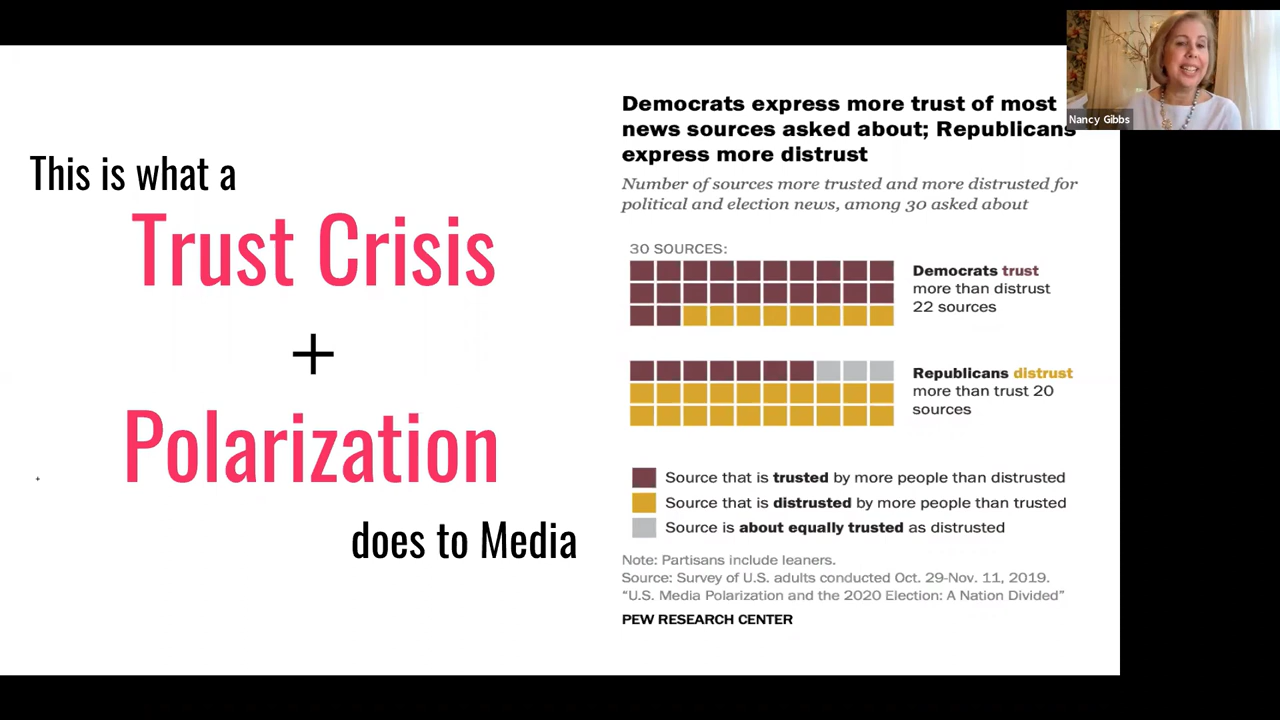 This is what a
Trust Crisis
+
Polarization
does to Media
Democrats express more trust of most
news sources asked about; Republicans
express more distrust
Number of sources more trusted and more distrusted for
political and election news, among 30 asked about
30 SOURCES:
Democrats trust
more than distrust
22 sources
Republicans distrust
more than trust 20
sources
Source that is trusted by more people than distrusted
Source that is distrusted by more people than trusted
Source is about equally trusted as distrusted
Note: Partisans include leaners.
Source: Survey of U.S. adults conducted Oct. 29-Nov. 11, 2019.
“U.S. Media Polarization and the 2020 Election: A Nation Divided”
PEW RESEARCH CENTER
Nancy Gibbs